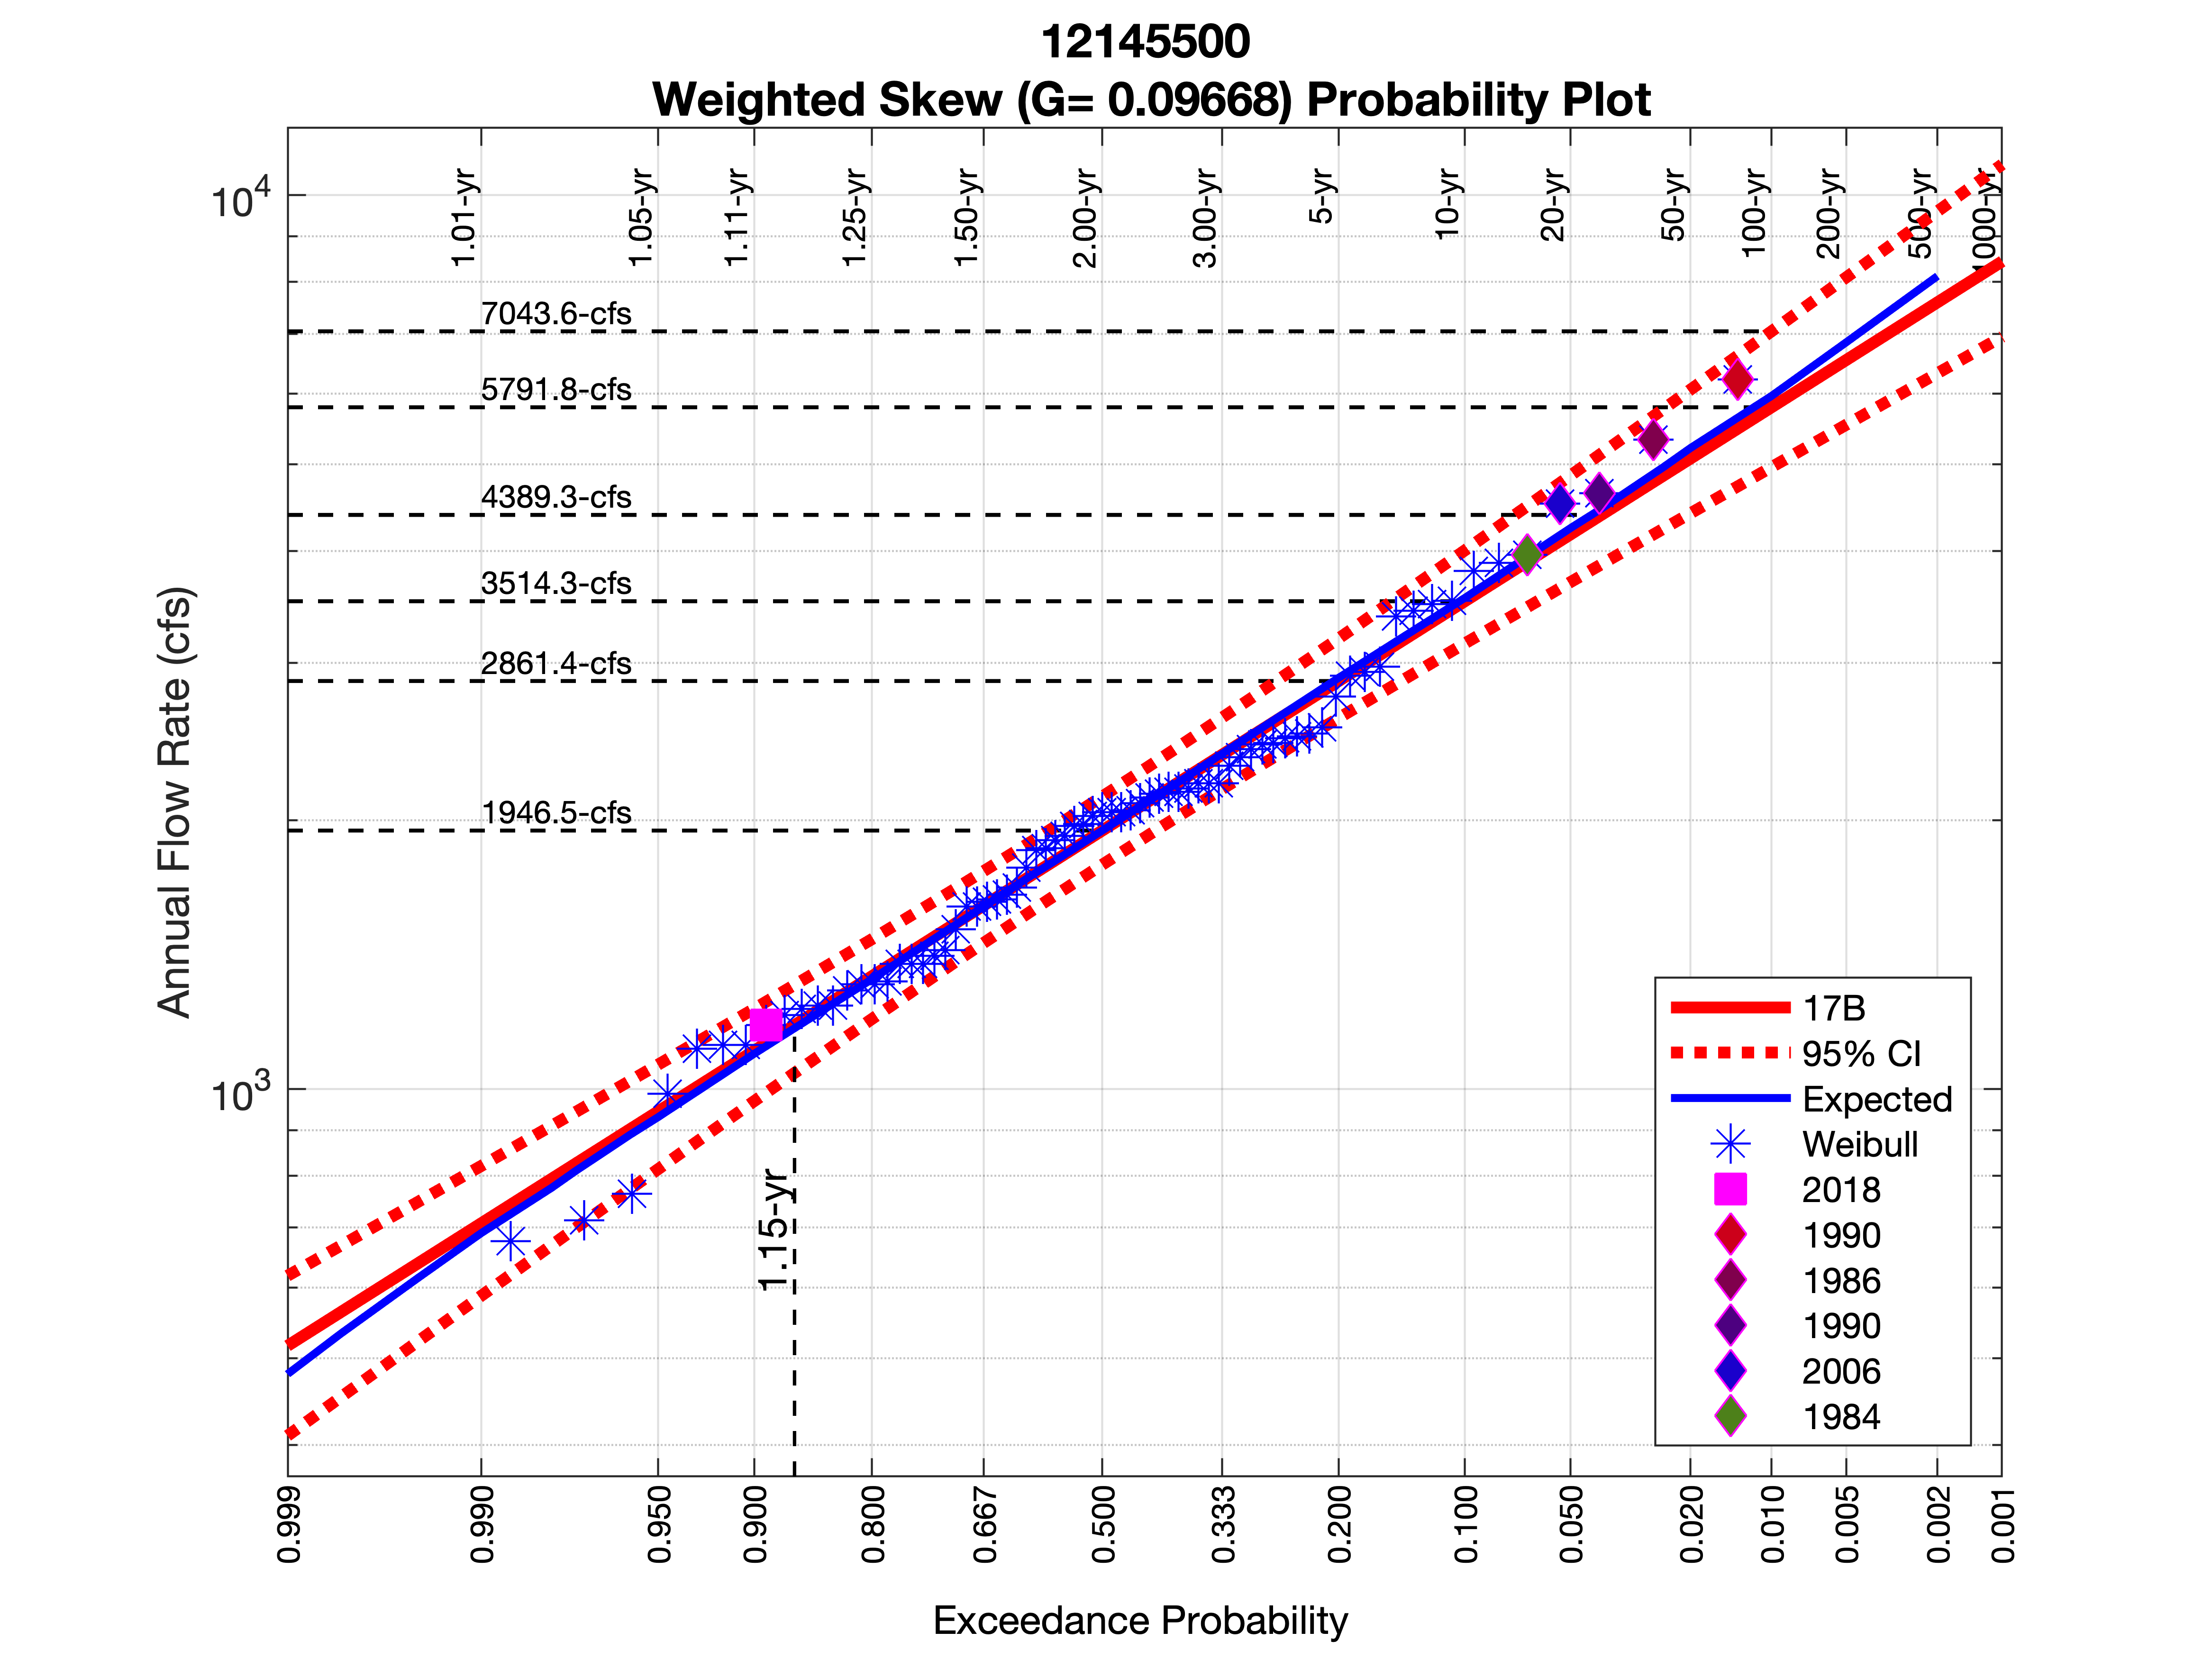 12145500
Weighted Skew (G= 0.09668) Probability Plot
1.01-yr
1.05-yr
1.11-yr
1.25-yr
1.50-yr
2.00-yr
3.00-yr
5-yr
10-yr
20-yr
50-yr
100-yr
200-yr
500-yr
1000-yr
10⁴
10³
Annual Flow Rate (cfs)
7043.6-cfs
5791.8-cfs
4389.3-cfs
3514.3-cfs
2861.4-cfs
1946.5-cfs
1.15-yr
17B
95% CI
Expected
Weibull
2018
1990
1986
1990
2006
1984
0.999
0.990
0.950
0.900
0.800
0.667
0.500
0.333
0.200
0.100
0.050
0.020
0.010
0.005
0.002
0.001
Exceedance Probability